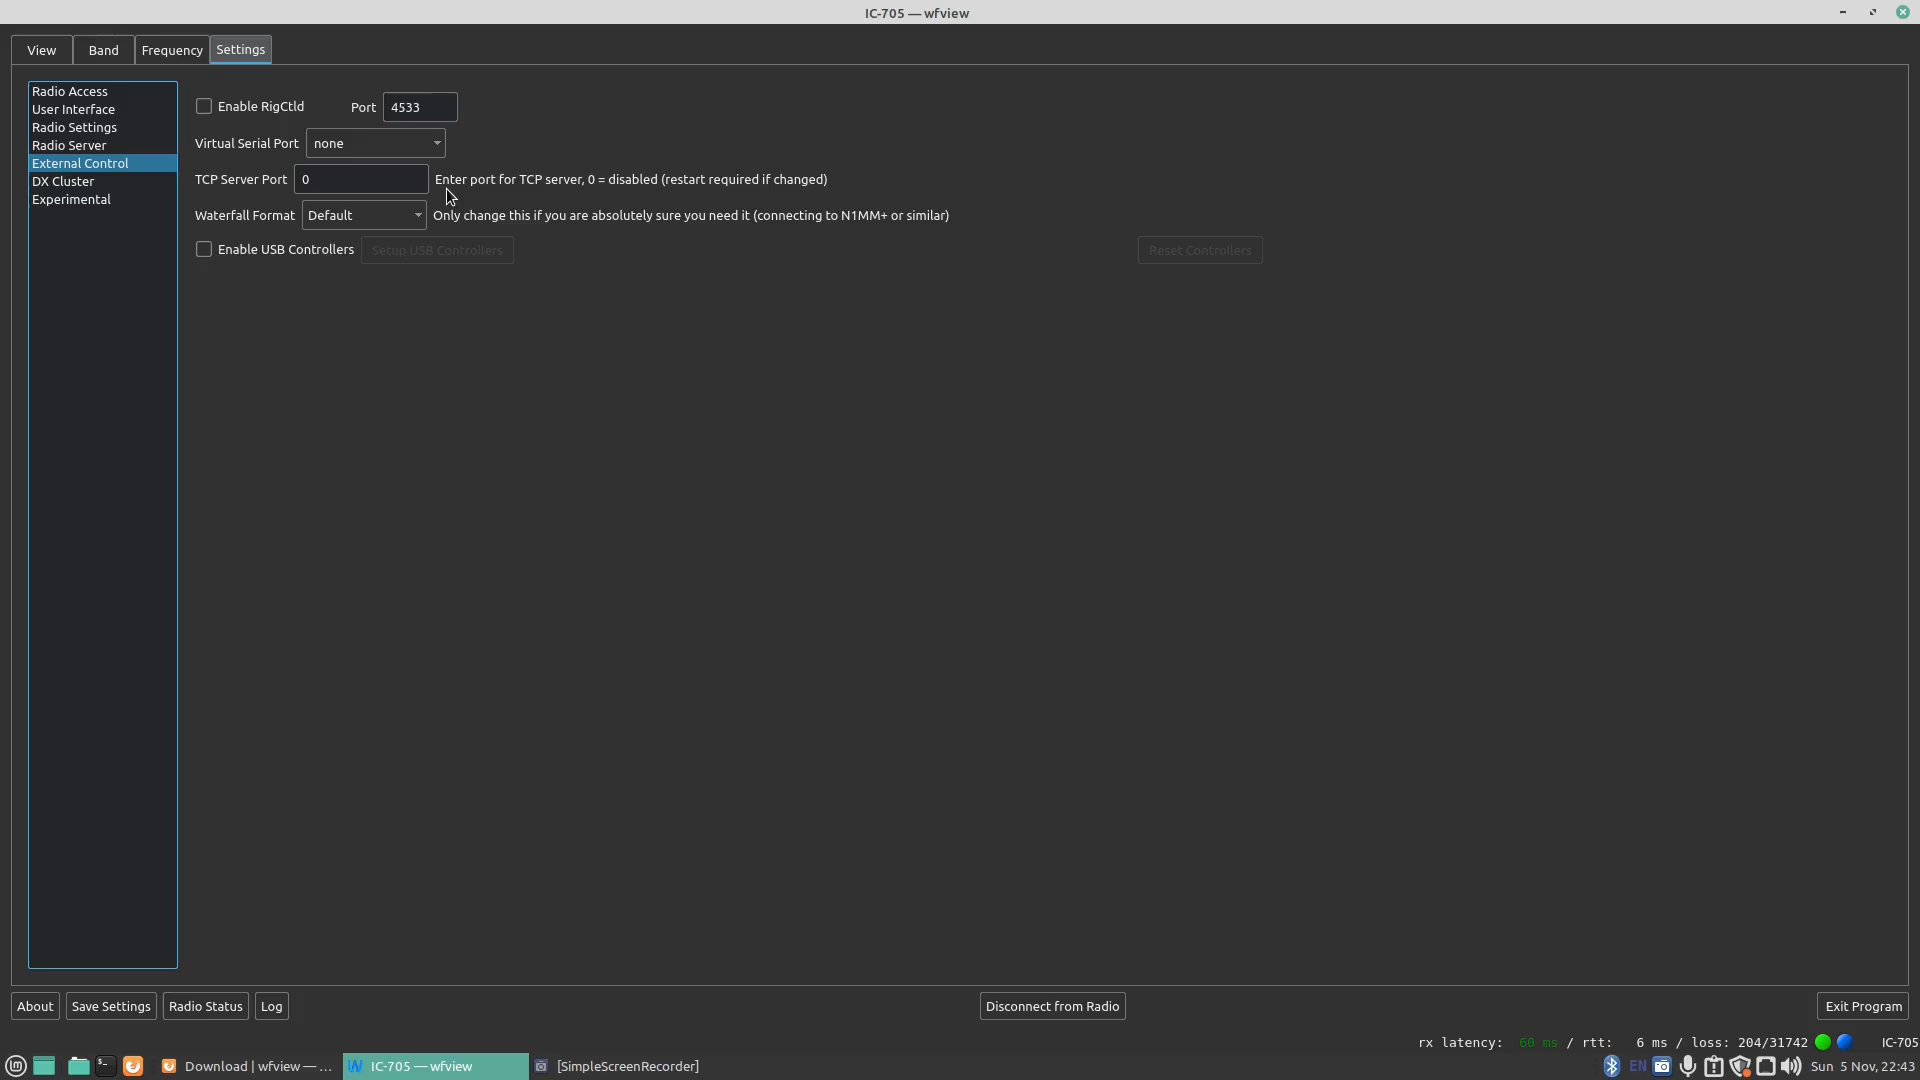 IC-705 — wfview
View Band Frequency Settings
Radio Access
User Interface
Radio Settings
Radio Server
External Control
DX Cluster
Experimental
Enable RigCtld Port 4533
Virtual Serial Port none
TCP Server Port 0 Enter port for TCP server, 0 = disabled (restart required if changed)
Waterfall Format Default Only change this if you are absolutely sure you need it (connecting to N1MM+ or similar)
Enable USB Controllers Setup USB Controllers Reset Controllers
About Save Settings Radio Status Log Disconnect from Radio Exit Program
rx latency: 60 ms / rtt: 6 ms / loss: 204/31742 IC-705
Download | wfview — ... IC-705 — wfview [SimpleScreenRecorder] EN Sun 5 Nov, 22:43